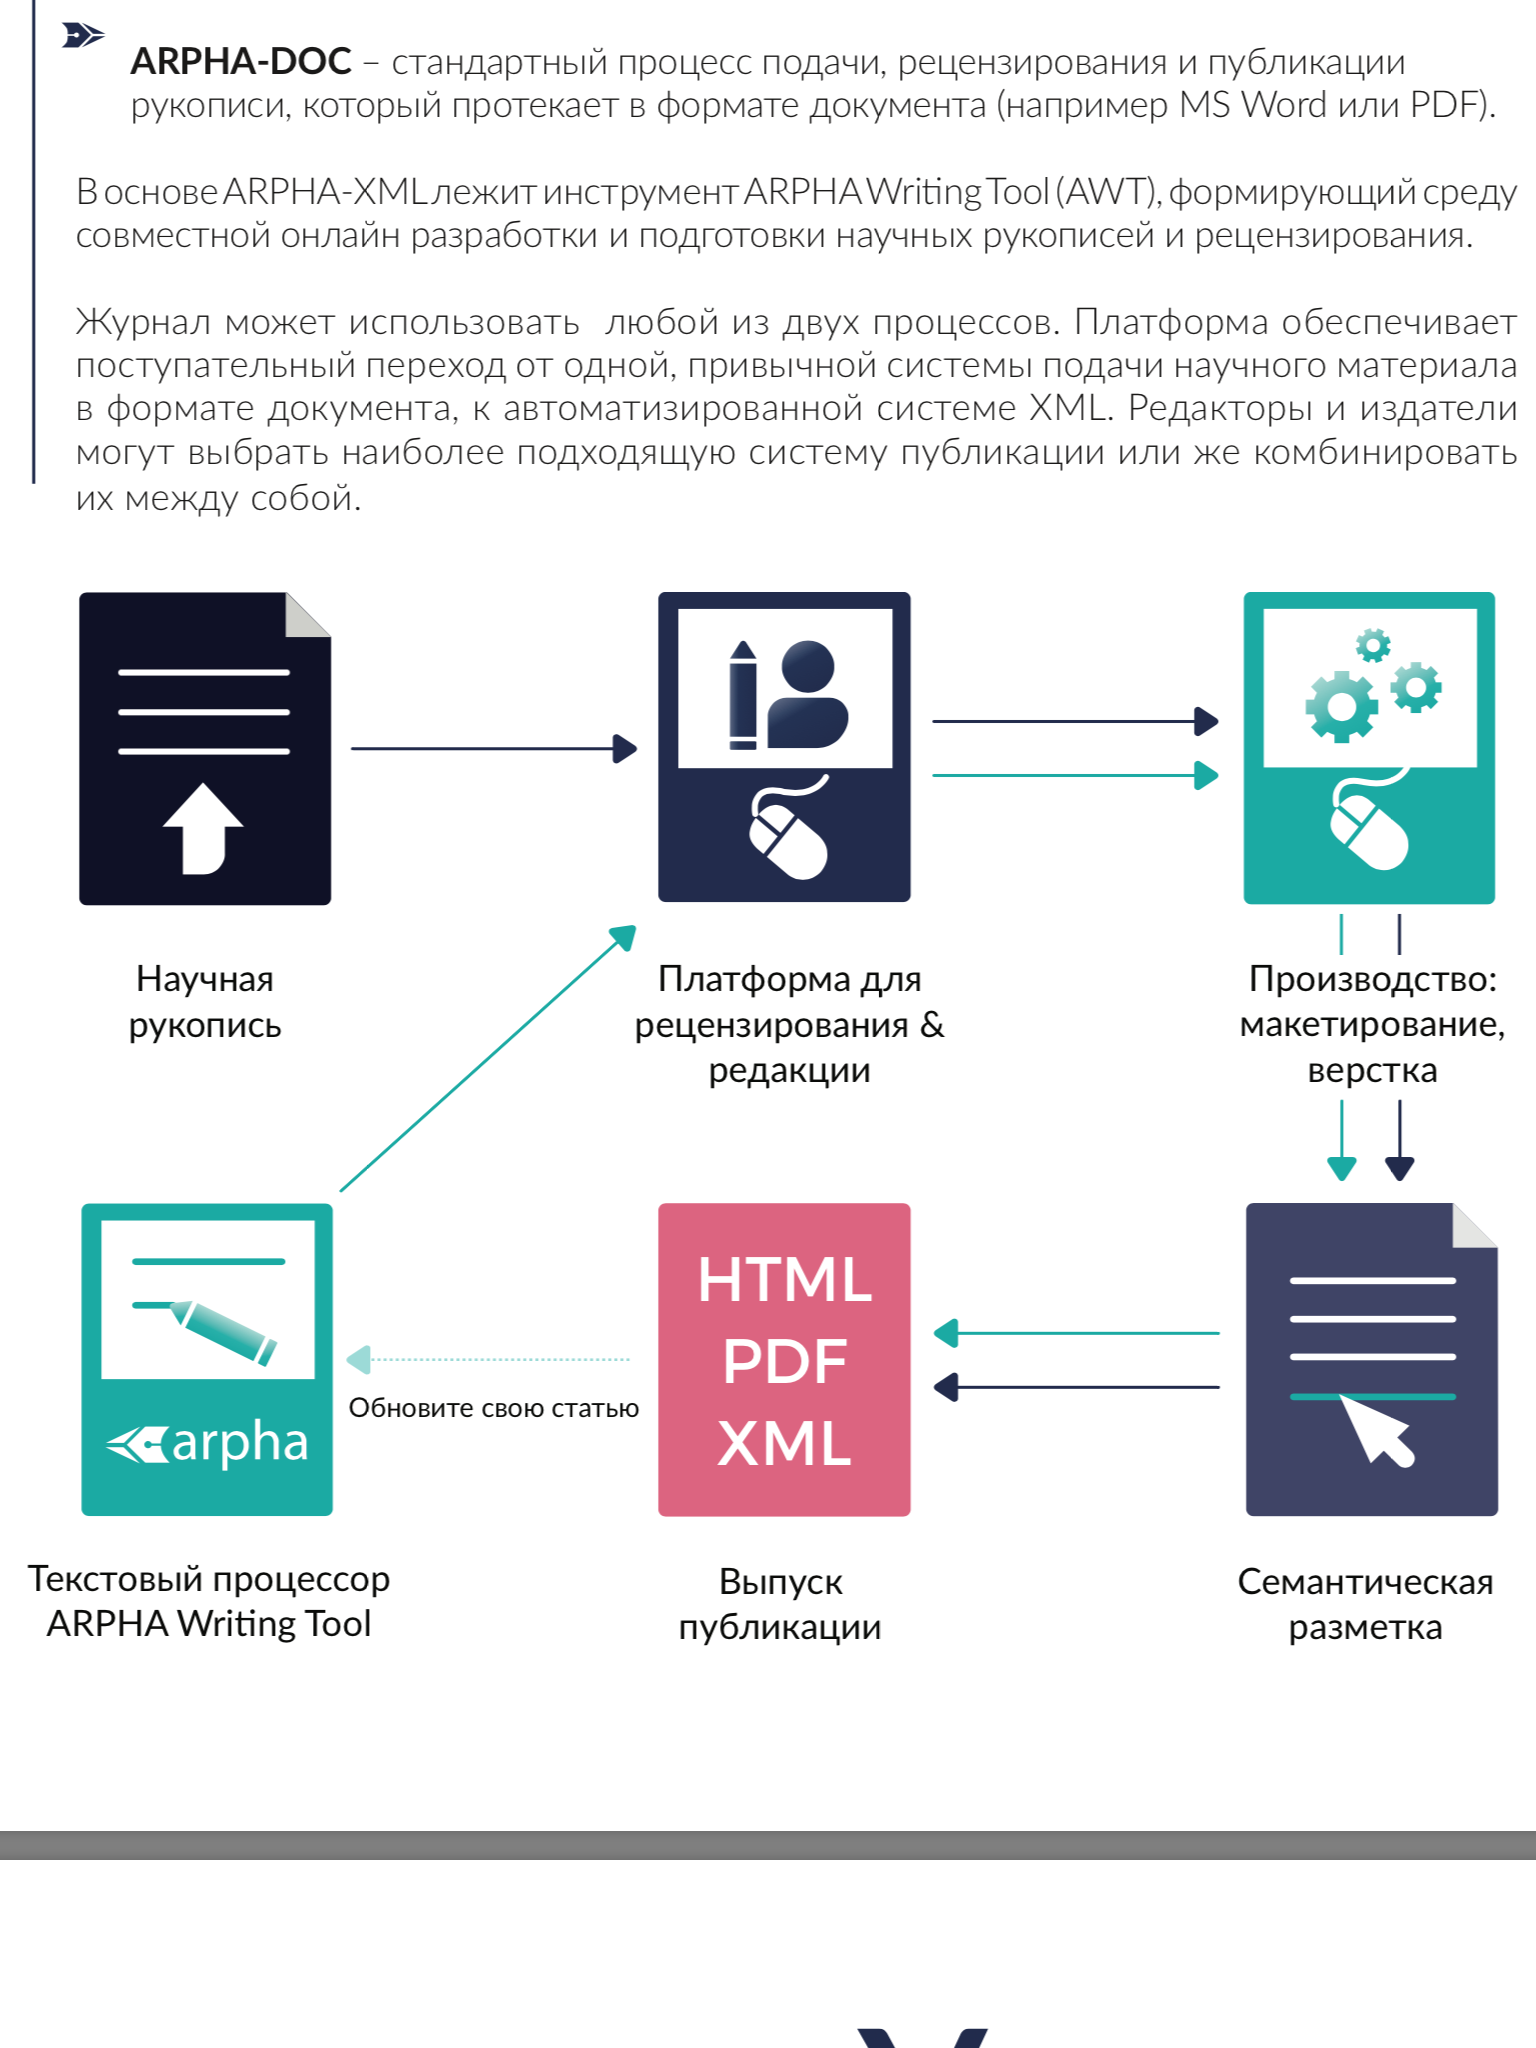 ARPHA-DOC – стандартный процесс подачи, рецензирования и публикации
рукописи, который протекает в формате документа (например MS Word или PDF).
В основе ARPHA-XML лежит инструмент ARPHA Writing Tool (AWT), формирующий среду
совместной онлайн разработки и подготовки научных рукописей и рецензирования.
Журнал может использовать любой из двух процессов. Платформа обеспечивает
поступательный переход от одной, привычной системы подачи научного материала
в формате документа, к автоматизированной системе XML. Редакторы и издатели
могут выбрать наиболее подходящую систему публикации или же комбинировать
их между собой.
Научная
рукопись
Платформа для
рецензирования &
редакции
Производство:
макетирование,
верстка
arpha
Обновите свою статью
HTML
PDF
XML
Текстовый процессор
ARPHA Writing Tool
Выпуск
публикации
Семантическая
разметка